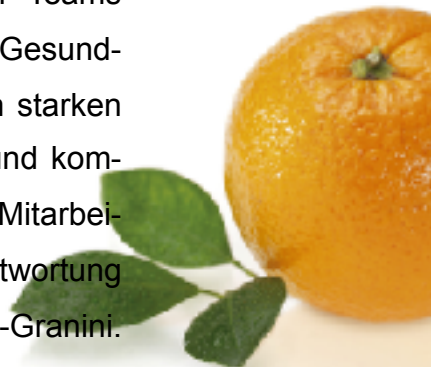 Teams
Gesund-
starken
und kom-
Mitarbei-
twortung
-Granini.